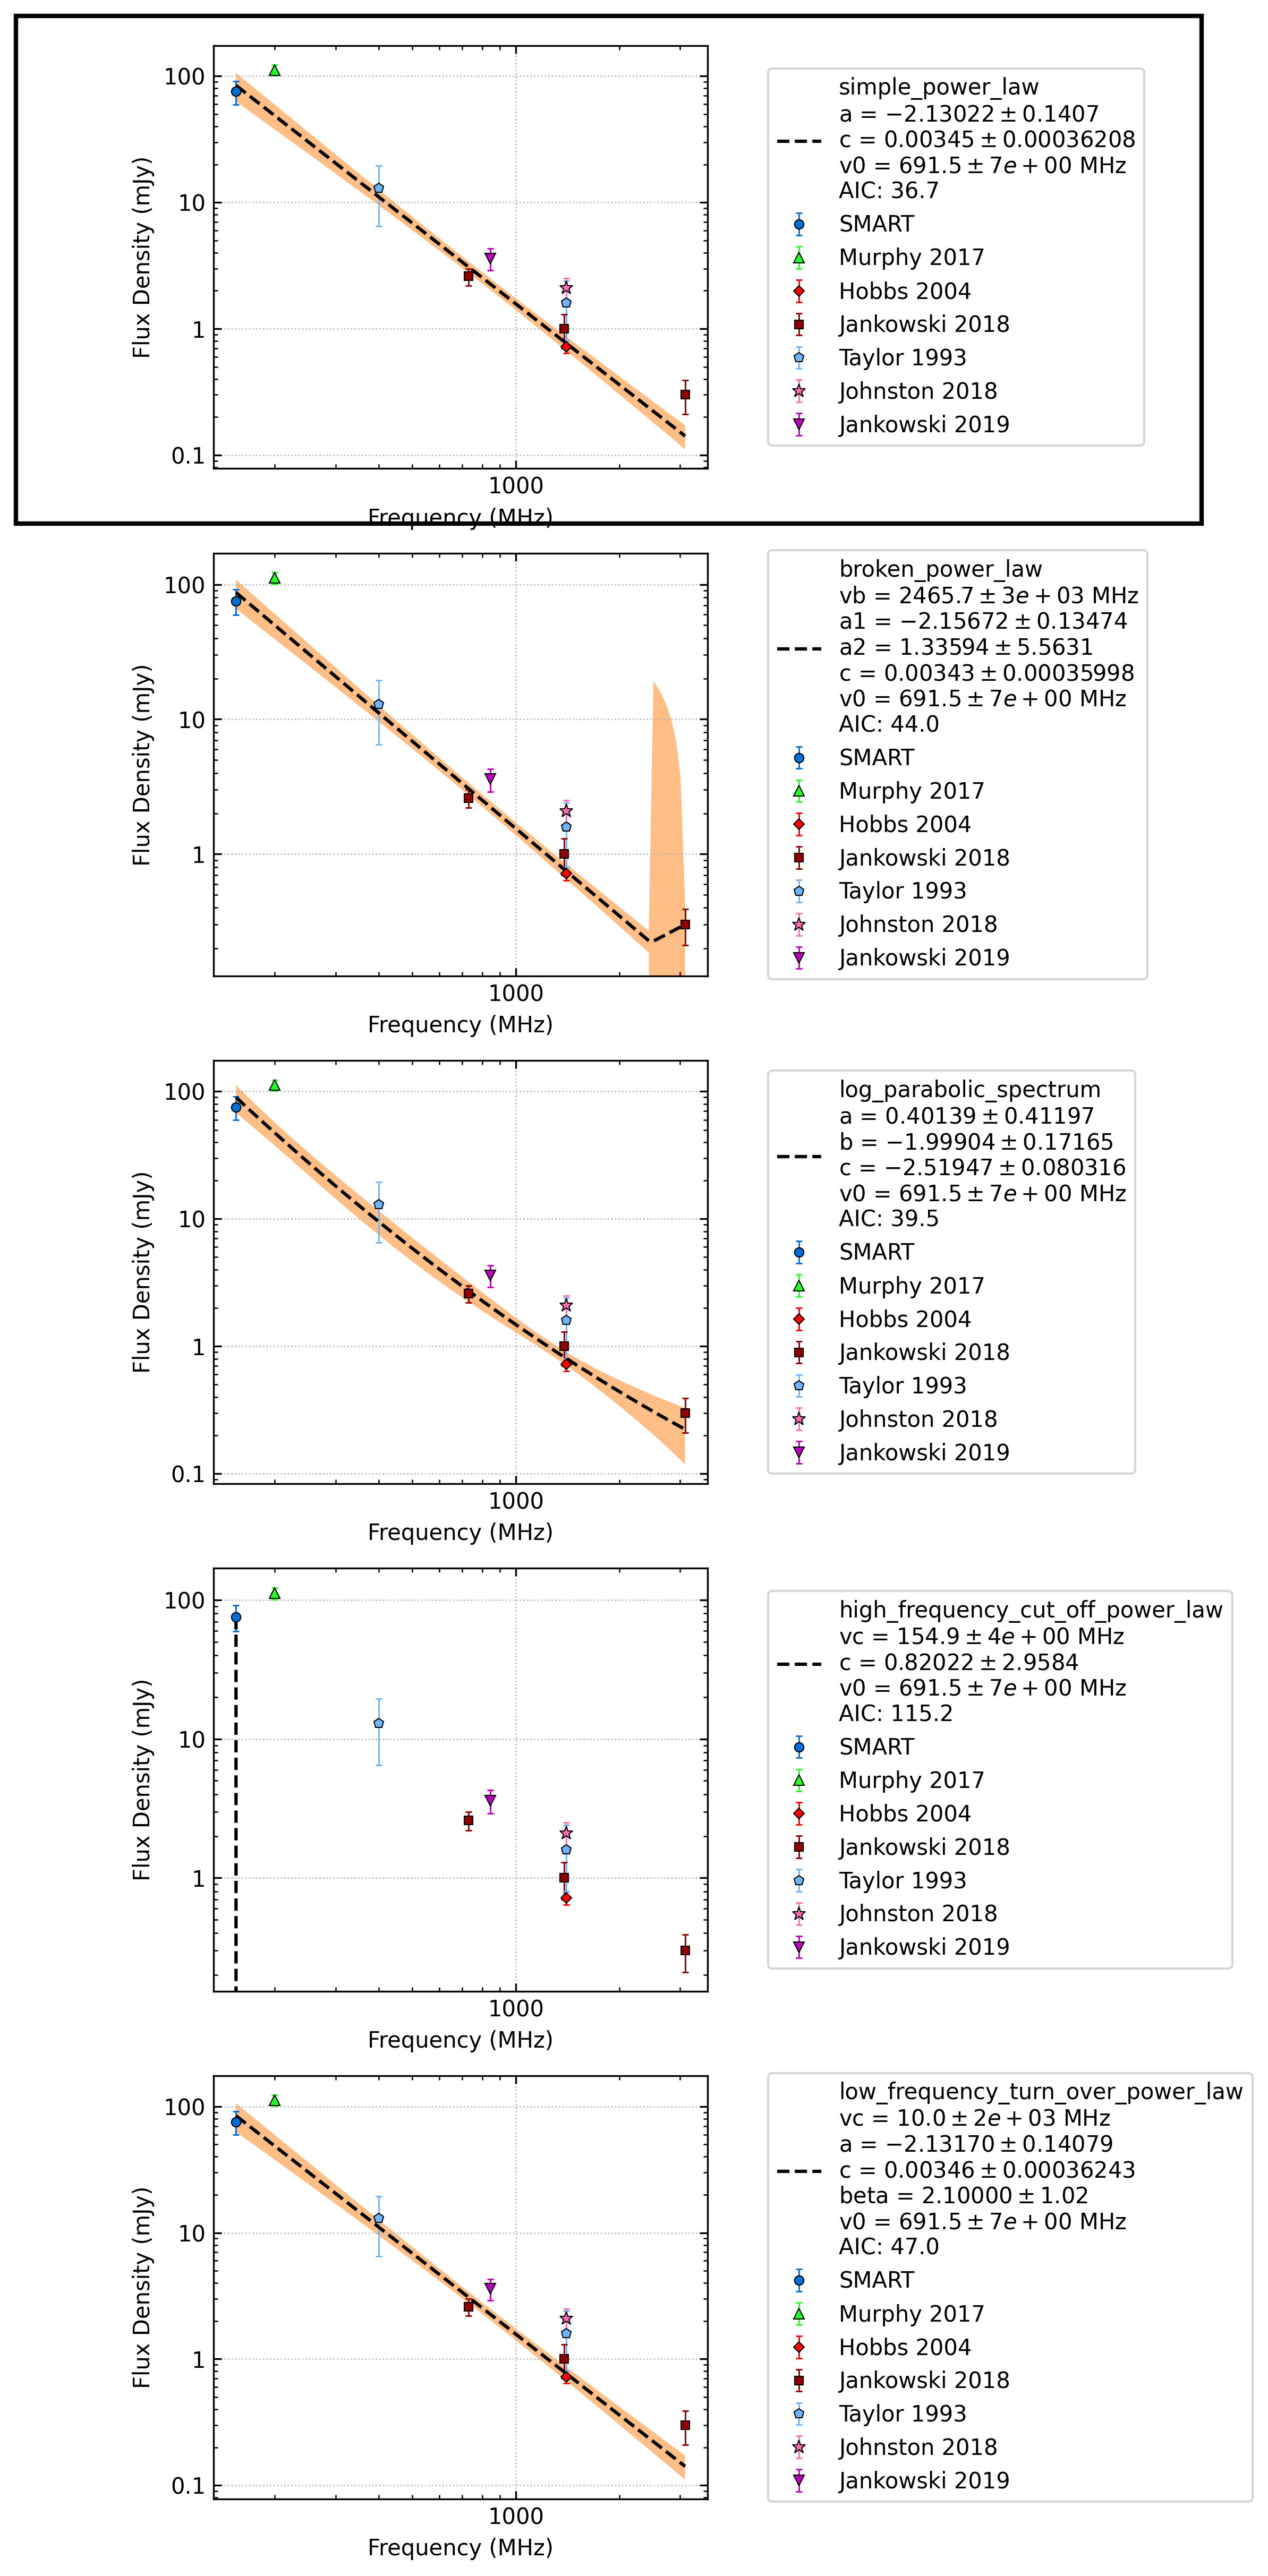 100
10
1
0.1
Flux Density (mJy)
1000
Frequency (MHz)
simple_power_law
a = −2.13022 ± 0.1407
c = 0.00345 ± 0.00036208
v0 = 691.5 ± 7e + 00 MHz
AIC: 36.7
SMART
Murphy 2017
Hobbs 2004
Jankowski 2018
Taylor 1993
Johnston 2018
Jankowski 2019
100
10
1
Flux Density (mJy)
1000
Frequency (MHz)
broken_power_law
vb = 2465.7 ± 3e + 03 MHz
a1 = −2.15672 ± 0.13474
a2 = 1.33594 ± 5.5631
c = 0.00343 ± 0.00035998
v0 = 691.5 ± 7e + 00 MHz
AIC: 44.0
SMART
Murphy 2017
Hobbs 2004
Jankowski 2018
Taylor 1993
Johnston 2018
Jankowski 2019
100
10
1
0.1
Flux Density (mJy)
1000
Frequency (MHz)
log_parabolic_spectrum
a = 0.40139 ± 0.41197
b = −1.99904 ± 0.17165
c = −2.51947 ± 0.080316
v0 = 691.5 ± 7e + 00 MHz
AIC: 39.5
SMART
Murphy 2017
Hobbs 2004
Jankowski 2018
Taylor 1993
Johnston 2018
Jankowski 2019
100
10
1
Flux Density (mJy)
1000
Frequency (MHz)
high_frequency_cut_off_power_law
vc = 154.9 ± 4e + 00 MHz
c = 0.82022 ± 2.9584
v0 = 691.5 ± 7e + 00 MHz
AIC: 115.2
SMART
Murphy 2017
Hobbs 2004
Jankowski 2018
Taylor 1993
Johnston 2018
Jankowski 2019
100
10
1
0.1
Flux Density (mJy)
1000
Frequency (MHz)
low_frequency_turn_over_power_law
vc = 10.0 ± 2e + 03 MHz
a = −2.13170 ± 0.14079
c = 0.00346 ± 0.00036243
beta = 2.10000 ± 1.02
v0 = 691.5 ± 7e + 00 MHz
AIC: 47.0
SMART
Murphy 2017
Hobbs 2004
Jankowski 2018
Taylor 1993
Johnston 2018
Jankowski 2019